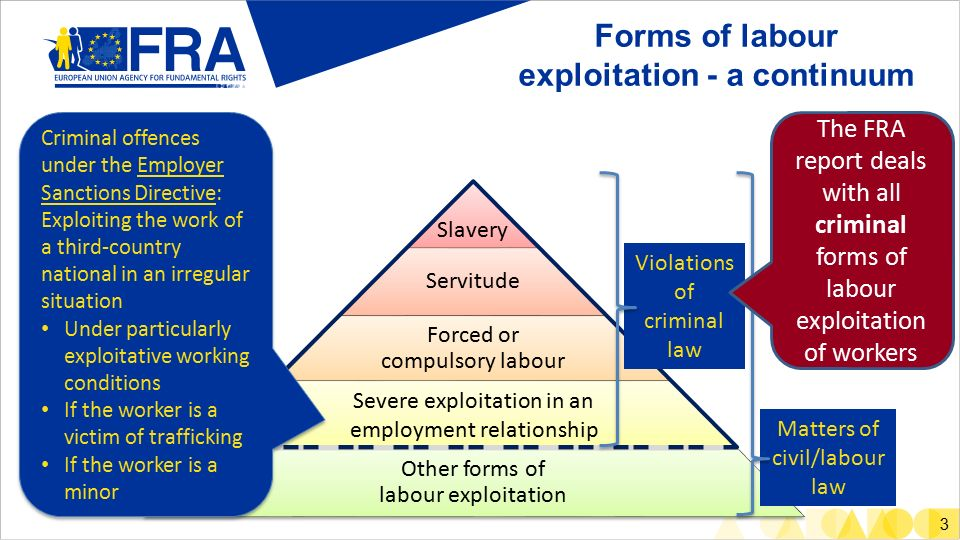 FRA
EUROPEAN UNION AGENCY FOR FUNDAMENTAL RIGHTS
Forms of labour
exploitation - a continuum
Criminal offences
under the Employer
Sanctions Directive:
Exploiting the work of
a third-country
national in an irregular
situation
• Under particularly
exploitative working
conditions
• If the worker is a
victim of trafficking
• If the worker is a
minor
Slavery
Servitude
Forced or
compulsory labour
Severe exploitation in an
employment relationship
Other forms of
labour exploitation
Violations
of
criminal
law
The FRA
report deals
with all
criminal
forms of
labour
exploitation
of workers
Matters of
civil/labour
law
3